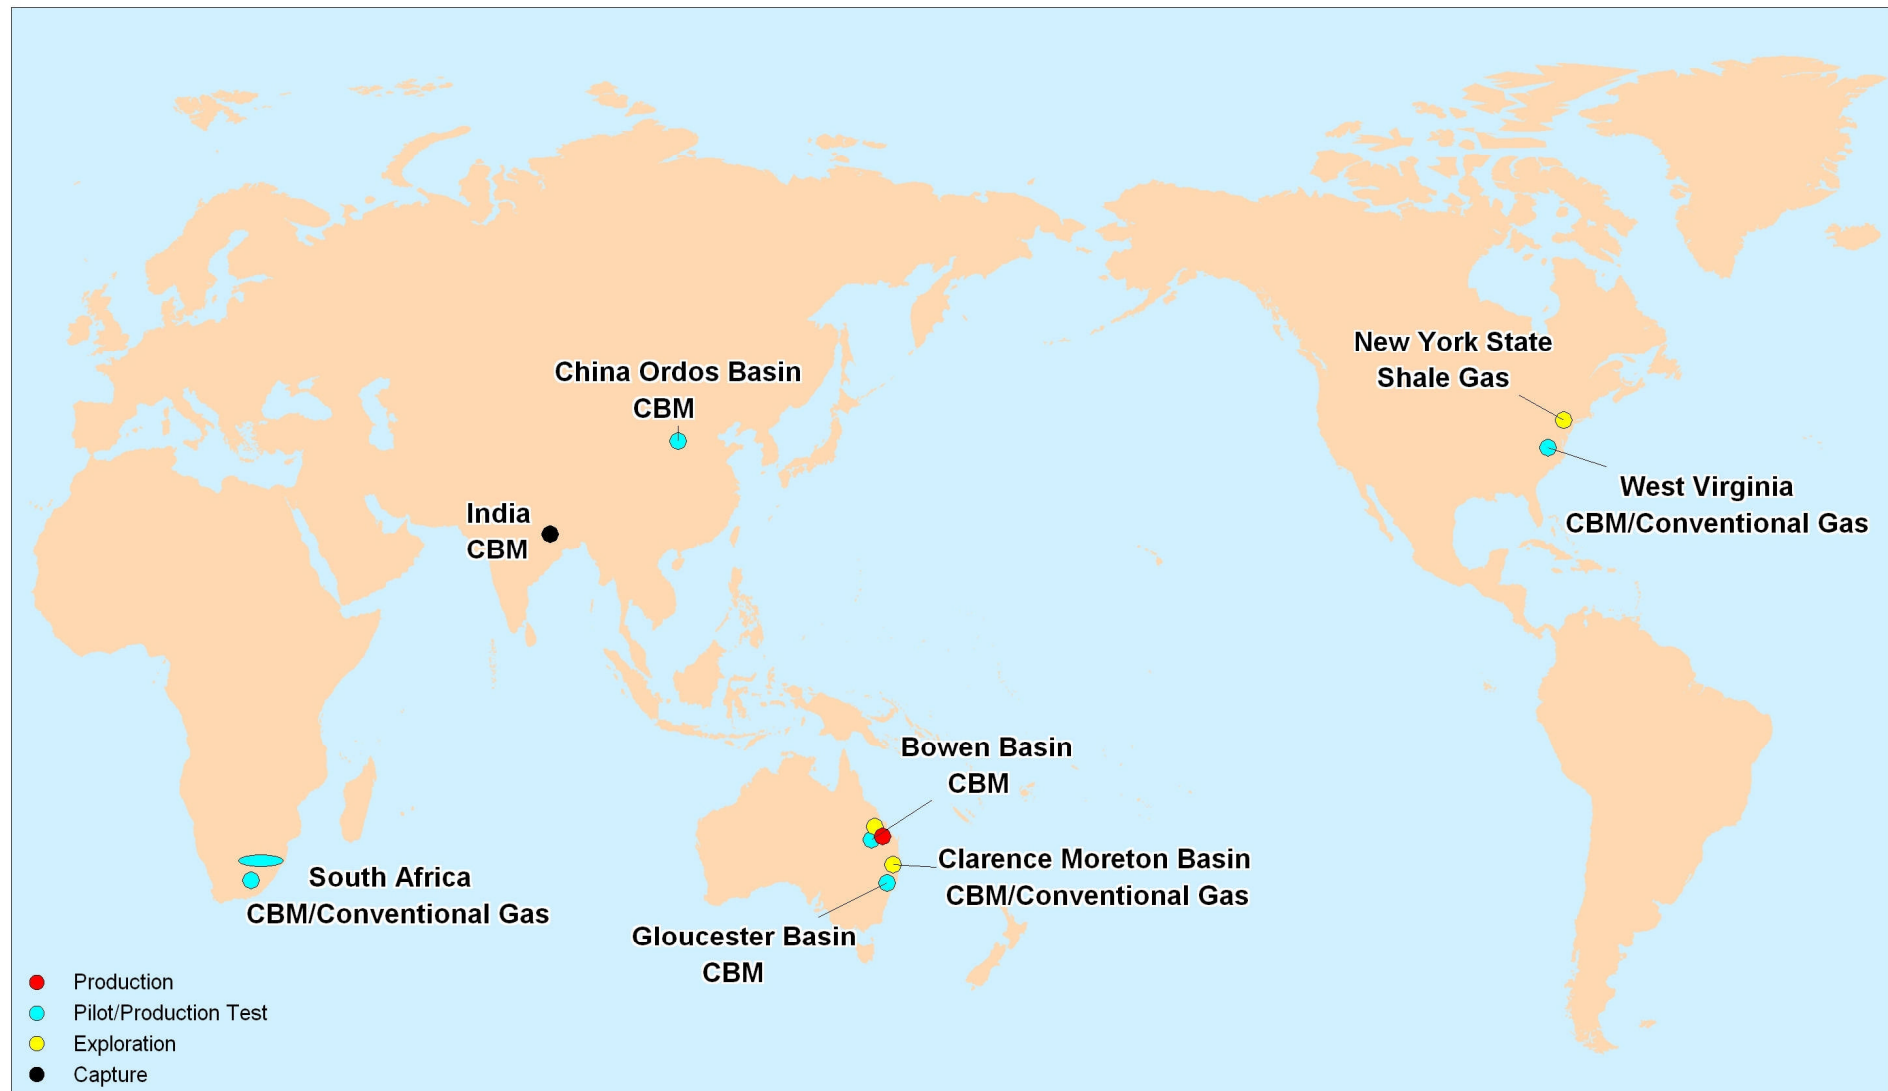 New York State
Shale Gas
China Ordos Basin
CBM
West Virginia
CBM/Conventional Gas
India
CBM
Bowen Basin
CBM
Clarence Moreton Basin
CBM/Conventional Gas
South Africa
CBM/Conventional Gas
Gloucester Basin
CBM
Production
Pilot/Production Test
Exploration
Capture